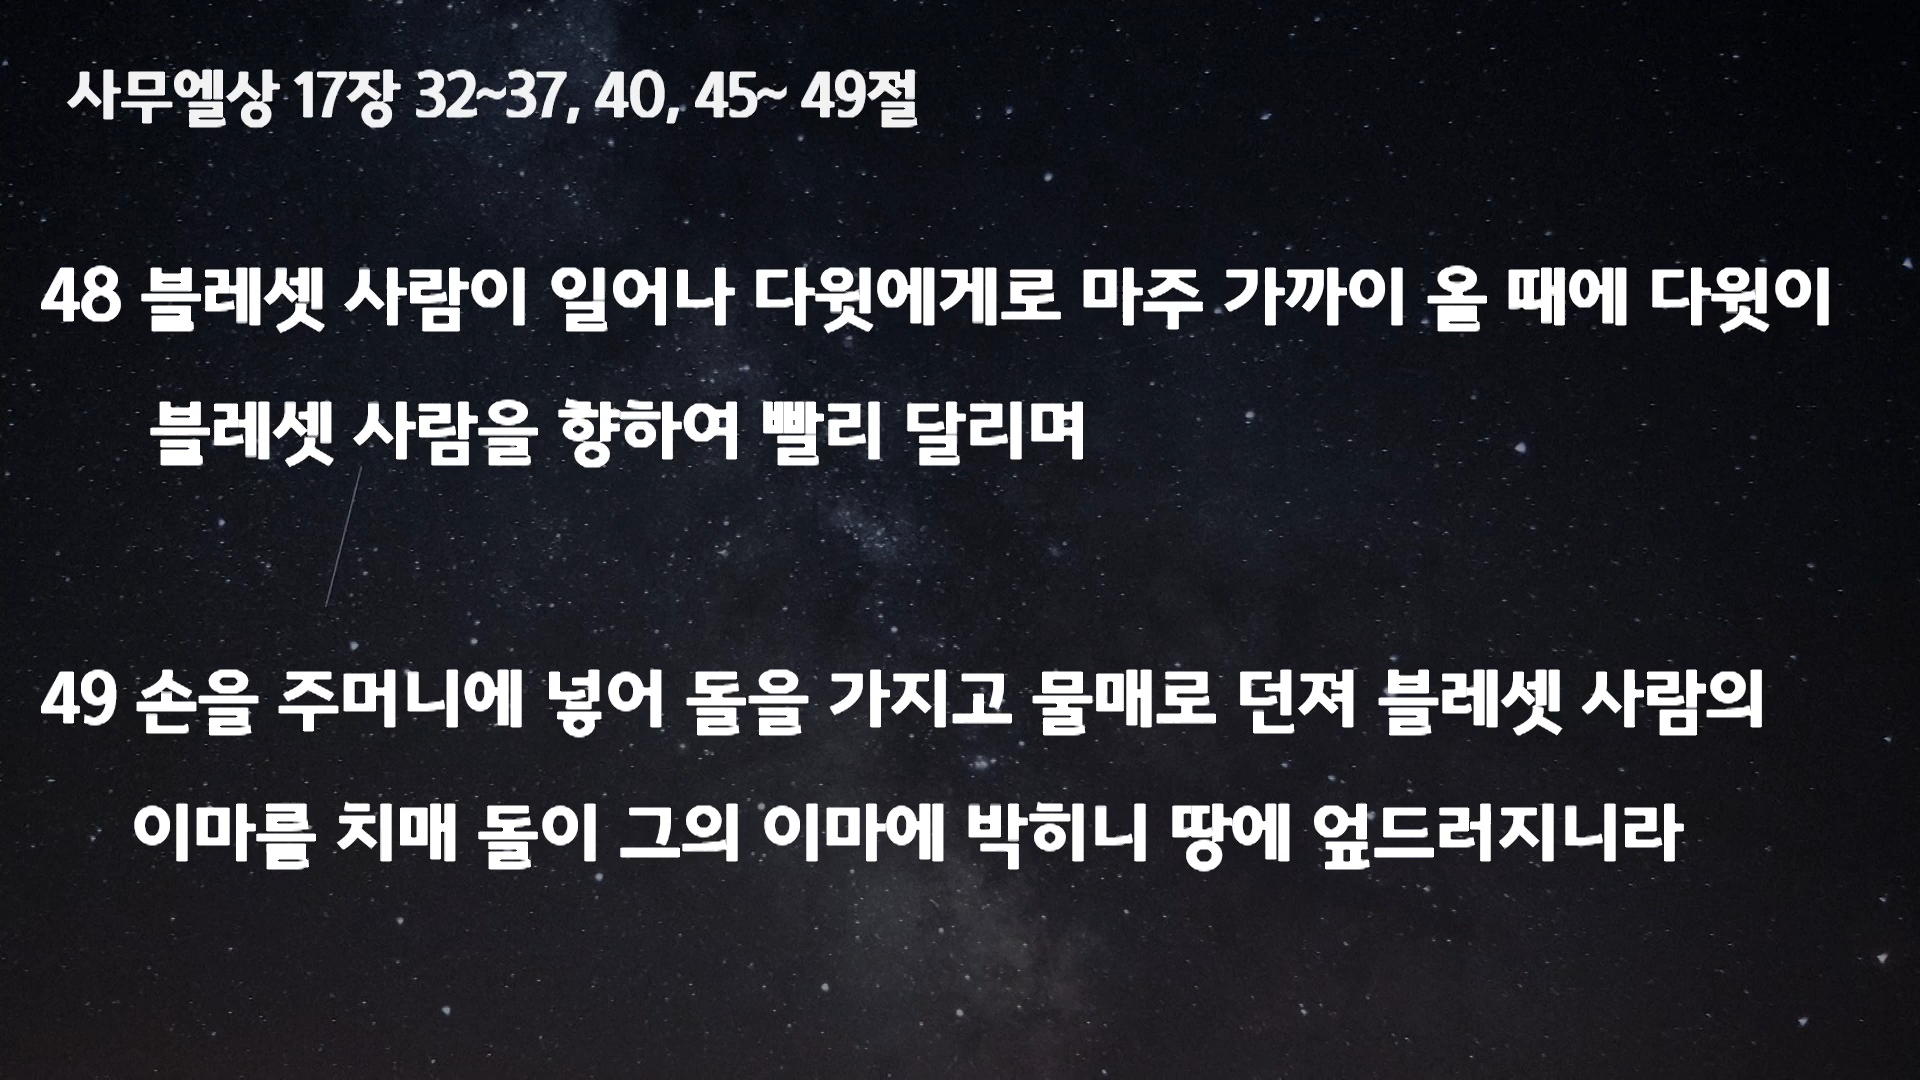 사무엘상 17장 32~37, 40, 45~ 49절
48 블레셋 사람이 일어나 다윗에게로 마주 가까이 올 때에 다윗이
블레셋 사람을 향하여 빨리 달리며
49 손을 주머니에 넣어 돌을 가지고 물매로 던져 블레셋 사람의
이마를 치매 돌이 그의 이마에 박히니 땅에 엎드러지니라